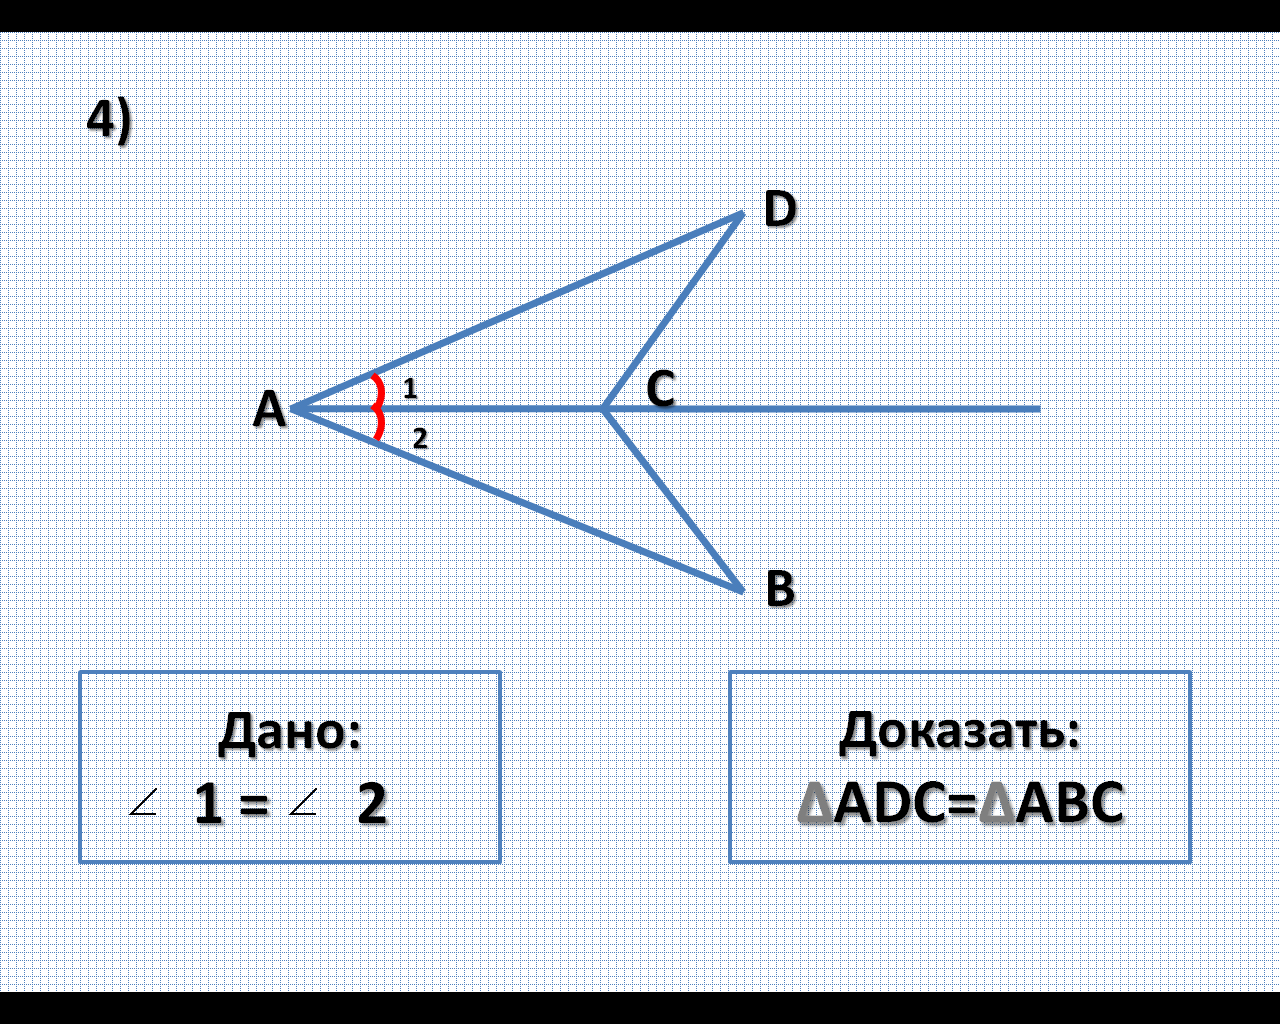 4)
D
A
1
C
2
B
Дано:
∠ 1 = ∠ 2
Доказать:
ΔADC=ΔABC